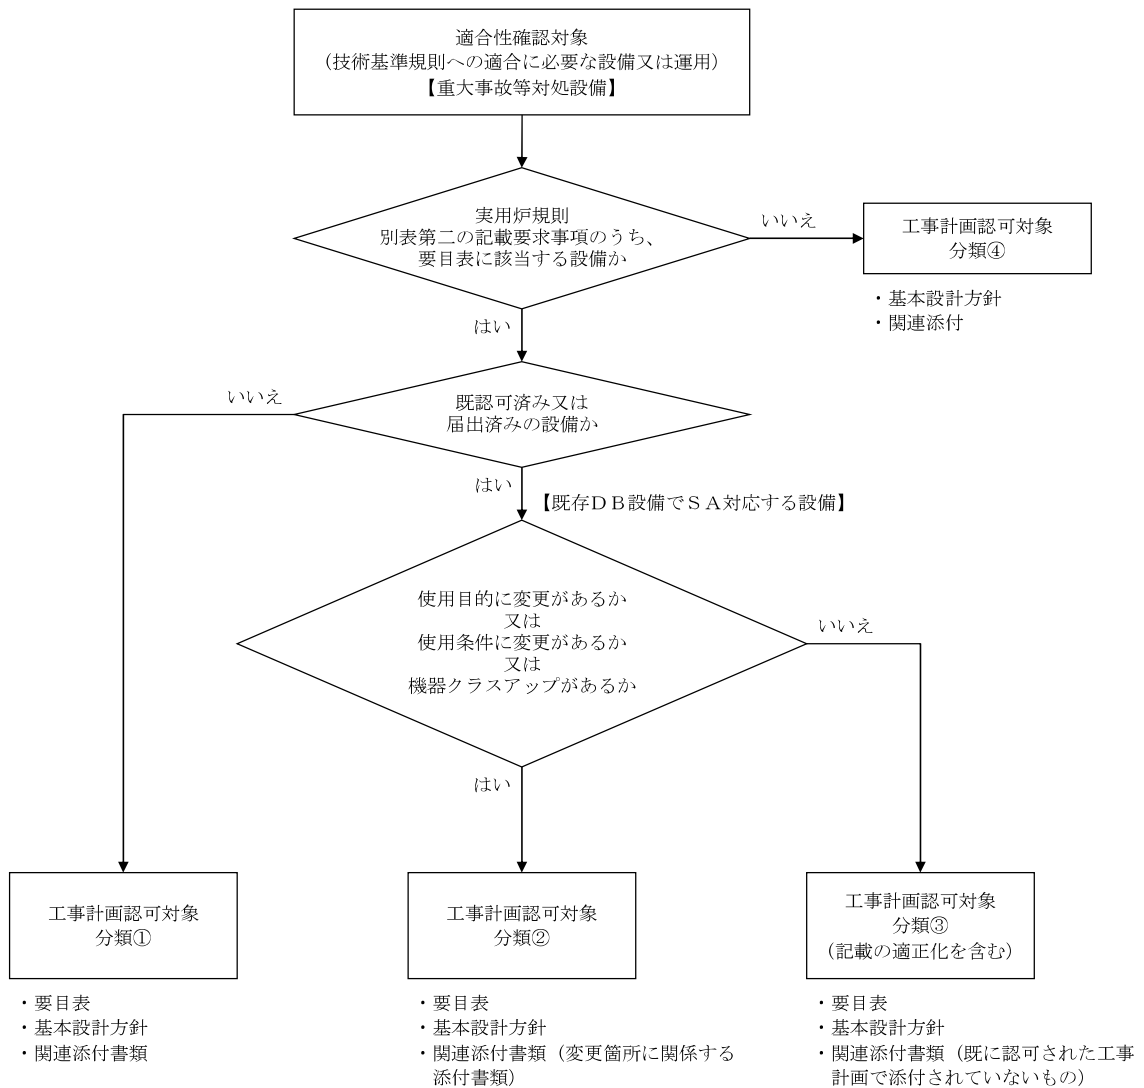 適合性確認対象
（技術基準規則への適合に必要な設備又は運用）
【重大事故等対処設備】
実用炉規則
別表第二の記載要求事項のうち、
要目表に該当する設備か
いいえ
工事計画認可対象
分類④
・基本設計方針
・関連添付
はい
既認可済み又は
届出済みの設備か
いいえ
はい
【既存ＤＢ設備でＳＡ対応する設備】
使用目的に変更があるか
又は
使用条件に変更があるか
又は
機器クラスアップがあるか
いいえ
はい
工事計画認可対象
分類①
・要目表
・基本設計方針
・関連添付書類
工事計画認可対象
分類②
・要目表
・基本設計方針
・関連添付書類（変更箇所に関係する
添付書類）
工事計画認可対象
分類③
（記載の適正化を含む）
・要目表
・基本設計方針
・関連添付書類（既に認可された工事
計画で添付されていないもの）